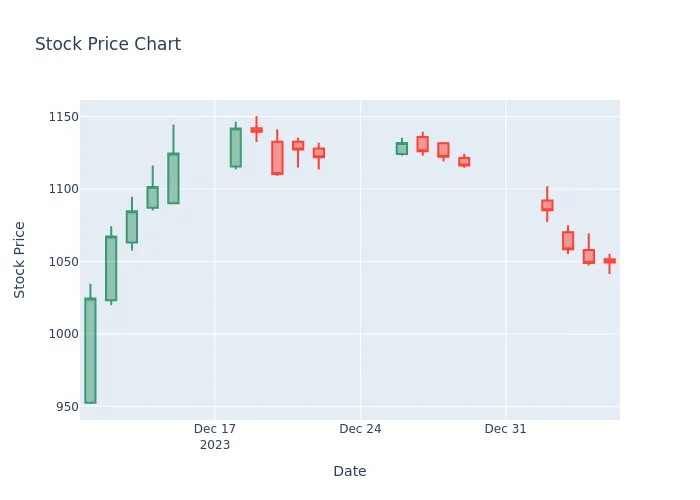 Stock Price Chart
1150
1100
1050
1000
950
Stock Price
Dec 17
2023
Dec 24
Dec 31
Date